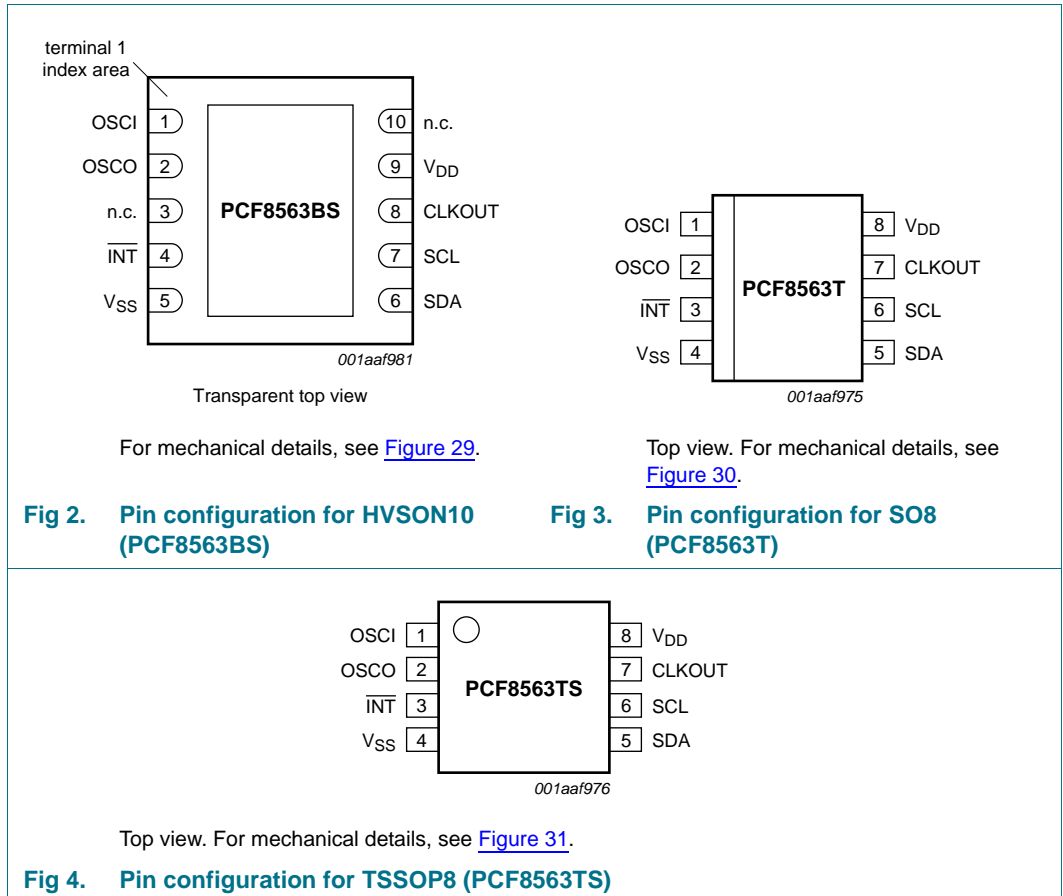 terminal 1
index area
OSCI 1
10 n.c.
OSCO 2
9 VDD
n.c. 3
PCF8563BS
8 CLKOUT
INT 4
7 SCL
VSS 5
6 SDA
001aaf981
Transparent top view
For mechanical details, see Figure 29.
Fig 2. Pin configuration for HVSON10
(PCF8563BS)
OSCI 1
8 VDD
OSCO 2
7 CLKOUT
PCF8563T
INT 3
6 SCL
VSS 4
5 SDA
001aaf975
Top view. For mechanical details, see
Figure 30.
Fig 3. Pin configuration for SO8
(PCF8563T)
OSCI 1
8 VDD
OSCO 2
7 CLKOUT
PCF8563TS
INT 3
6 SCL
VSS 4
5 SDA
001aaf976
Top view. For mechanical details, see Figure 31.
Fig 4. Pin configuration for TSSOP8 (PCF8563TS)